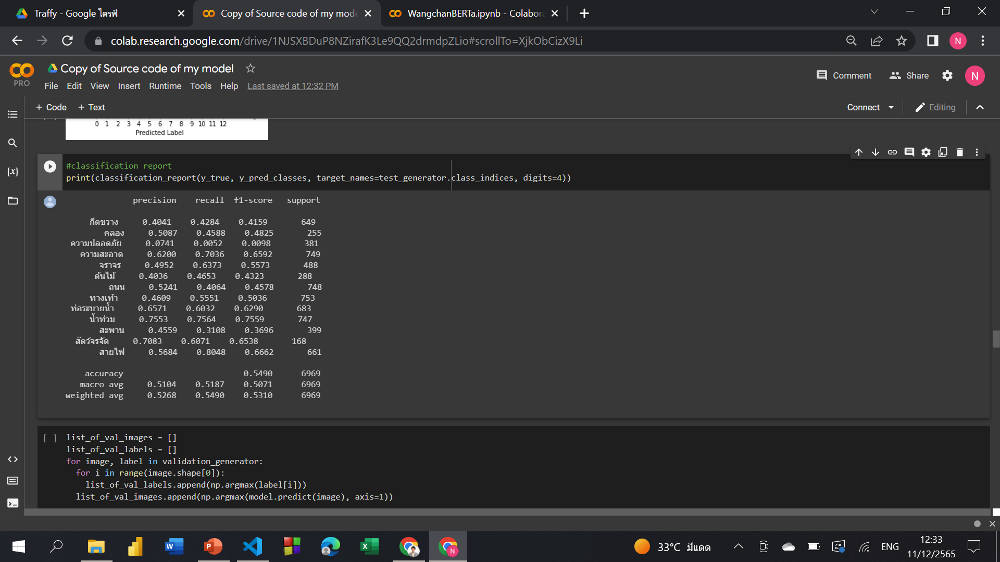 Traffy - Google ไดรฟ์
Copy of Source code of my mode
WangchanBERTa.ipynb - Colabora
colab.research.google.com/drive/1NJSXBDuP8NZirafK3Le9QQ2drmdpZLio#scrollTo=XjkObCizX9Li
N
Copy of Source code of my model
PRO
File Edit View Insert Runtime Tools Help Last saved at 12:32 PM
Comment Share N
+ Code + Text
Connect Editing
0 1 2 3 4 5 6 7 8 9 10 11 12
Predicted Label
#classification report
print(classification_report(y_true, y_pred_classes, target_names=test_generator.class_indices, digits=4))
precision recall f1-score support
กีดขวาง 0.4041 0.4284 0.4159 649
คลอง 0.5087 0.4588 0.4825 255
ความปลอดภัย 0.0741 0.0052 0.0098 381
ความสะอาด 0.6200 0.7036 0.6592 749
จราจร 0.4952 0.6373 0.5573 488
ต้นไม้ 0.4036 0.4653 0.4323 288
ถนน 0.5241 0.4064 0.4578 748
ทางเท้า 0.4609 0.5551 0.5036 753
ท่อระบายน้ำ 0.6571 0.6032 0.6290 683
น้ำท่วม 0.7553 0.7564 0.7559 747
สะพาน 0.4559 0.3108 0.3696 399
สัตว์จรจัด 0.7083 0.6071 0.6538 168
สายไฟ 0.5684 0.8048 0.6662 661
accuracy 0.5490 6969
macro avg 0.5104 0.5187 0.5071 6969
weighted avg 0.5268 0.5490 0.5310 6969
[ ] list_of_val_images = []
list_of_val_labels = []
for image, label in validation_generator:
for i in range(image.shape[0]):
list_of_val_labels.append(np.argmax(label[i]))
list_of_val_images.append(np.argmax(model.predict(image), axis=1))
33°C มีแดด
ENG
12:33
11/12/2565